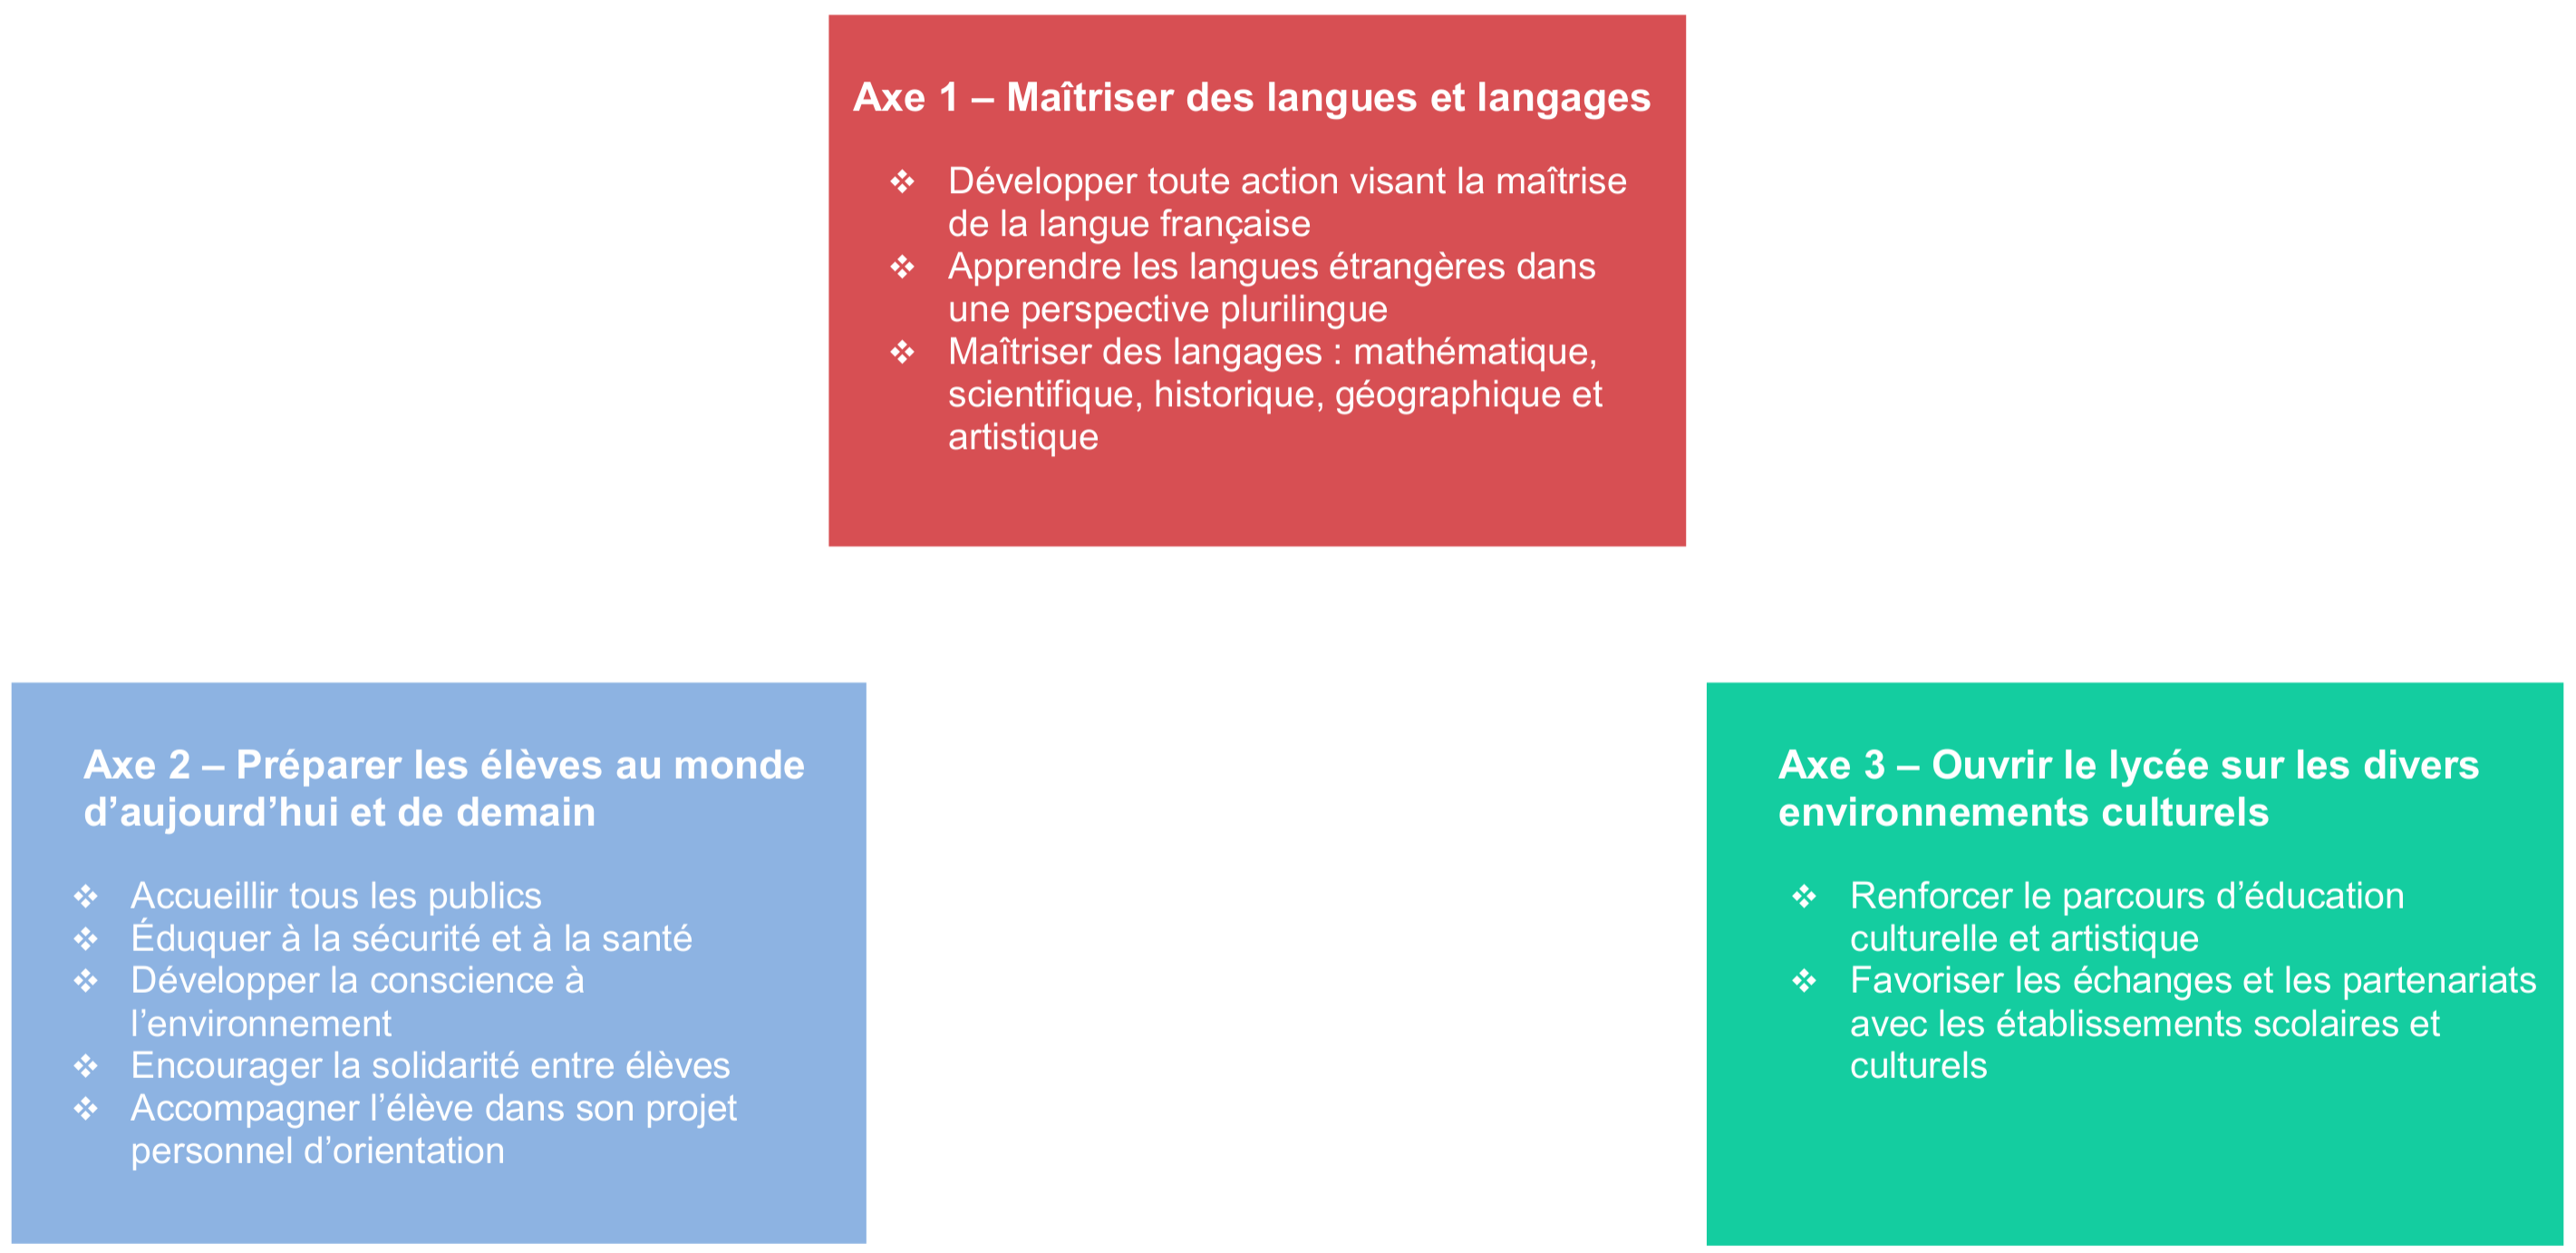 Axe 1 – Maîtriser des langues et langages
❖ Développer toute action visant la maîtrise
de la langue française
❖ Apprendre les langues étrangères dans
une perspective plurilingue
❖ Maîtriser des langages : mathématique,
scientifique, historique, géographique et
artistique
Axe 2 – Préparer les élèves au monde
d’aujourd’hui et de demain
❖ Accueillir tous les publics
❖ Éduquer à la sécurité et à la santé
❖ Développer la conscience à
l’environnement
❖ Encourager la solidarité entre élèves
❖ Accompagner l’élève dans son projet
personnel d’orientation
Axe 3 – Ouvrir le lycée sur les divers
environnements culturels
❖ Renforcer le parcours d’éducation
culturelle et artistique
❖ Favoriser les échanges et les partenariats
avec les établissements scolaires et
culturels